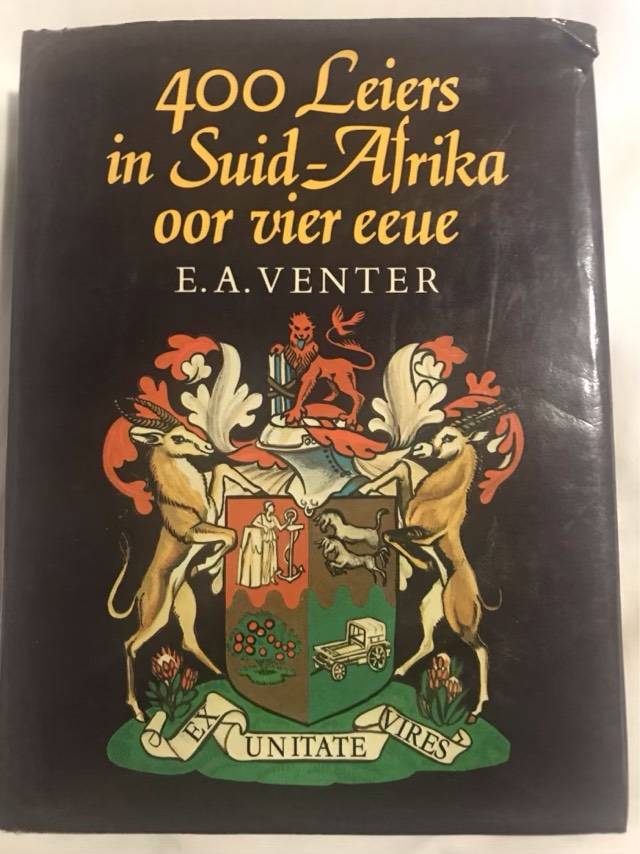 400 Leiers
in Suid-Afrika
oor vier eeue
E.A. VENTER
EX UNITATE VIRES